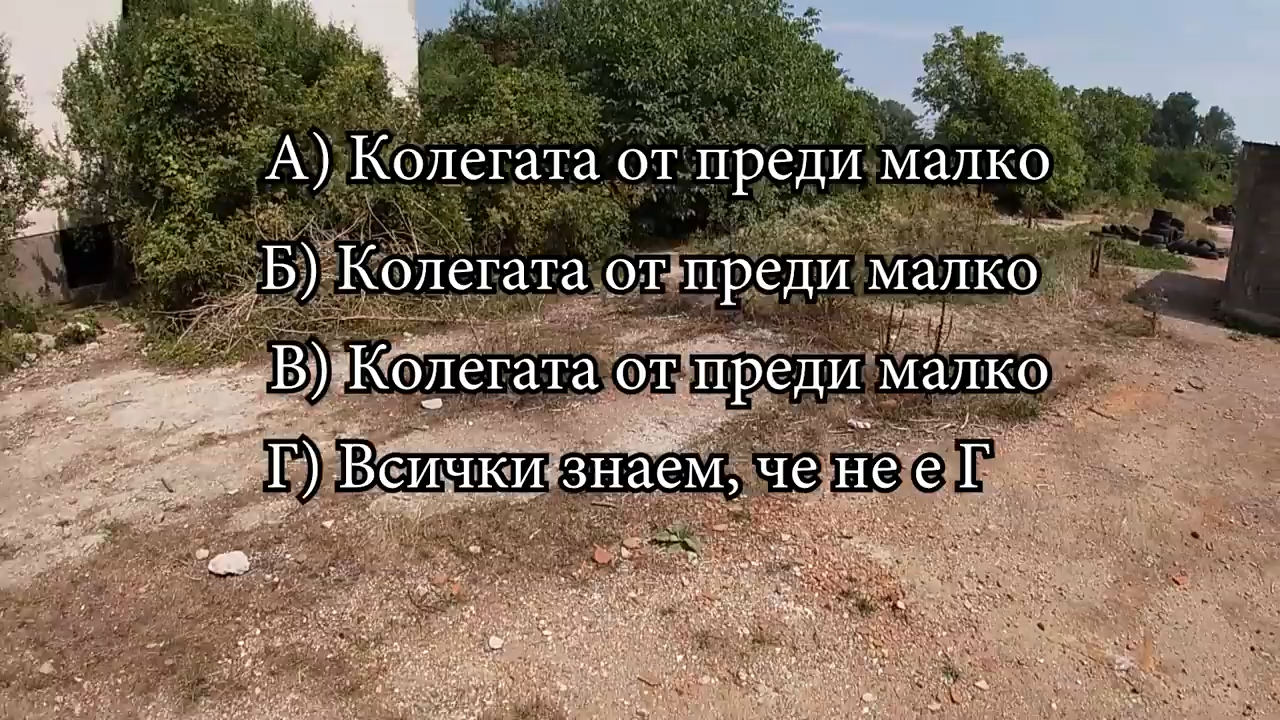 А) Колегата от преди малко
Б) Колегата от преди малко
В) Колегата от преди малко
Г) Всички знаем, че не е Г